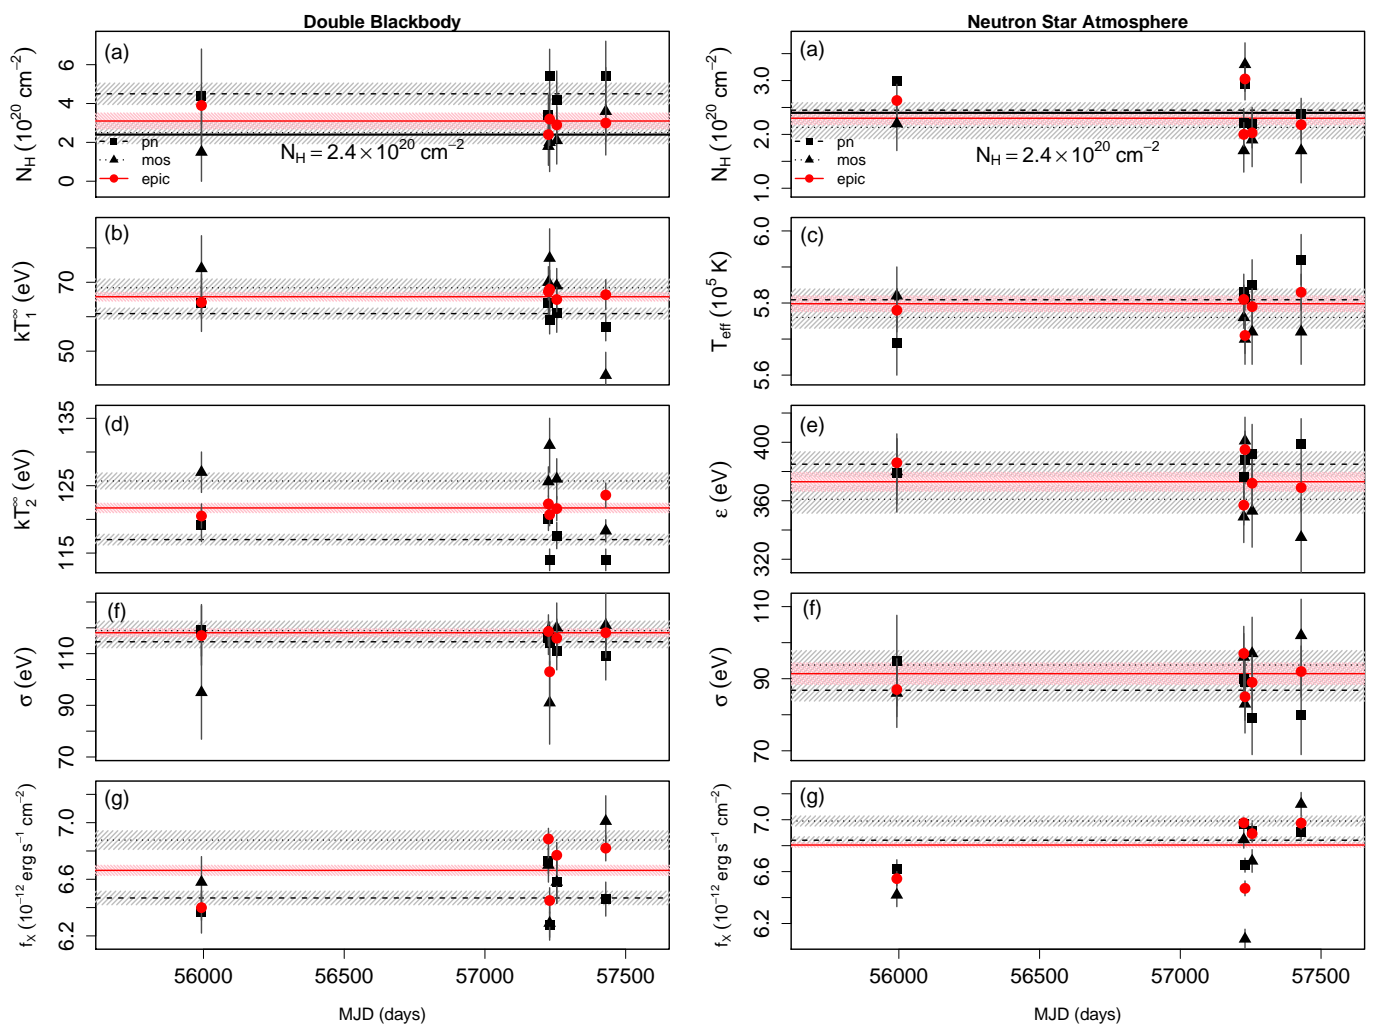 Double Blackbody
(a)
N_H (10^20 cm^−2)
0 2 4 6
pn
mos
epic
N_H = 2.4 × 10^20 cm^−2
(b)
kT_1^∞ (eV)
50 70
(d)
kT_2^∞ (eV)
115 125 135
(f)
σ (eV)
70 90 110
(g)
f_X (10^−12 erg s^−1 cm^−2)
6.2 6.6 7.0
56000 56500 57000 57500
MJD (days)
Neutron Star Atmosphere
(a)
N_H (10^20 cm^−2)
1.0 2.0 3.0
pn
mos
epic
N_H = 2.4 × 10^20 cm^−2
(c)
T_eff (10^5 K)
5.6 5.8 6.0
(e)
ε (eV)
320 360 400
(f)
σ (eV)
70 90 110
(g)
f_X (10^−12 erg s^−1 cm^−2)
6.2 6.6 7.0
56000 56500 57000 57500
MJD (days)